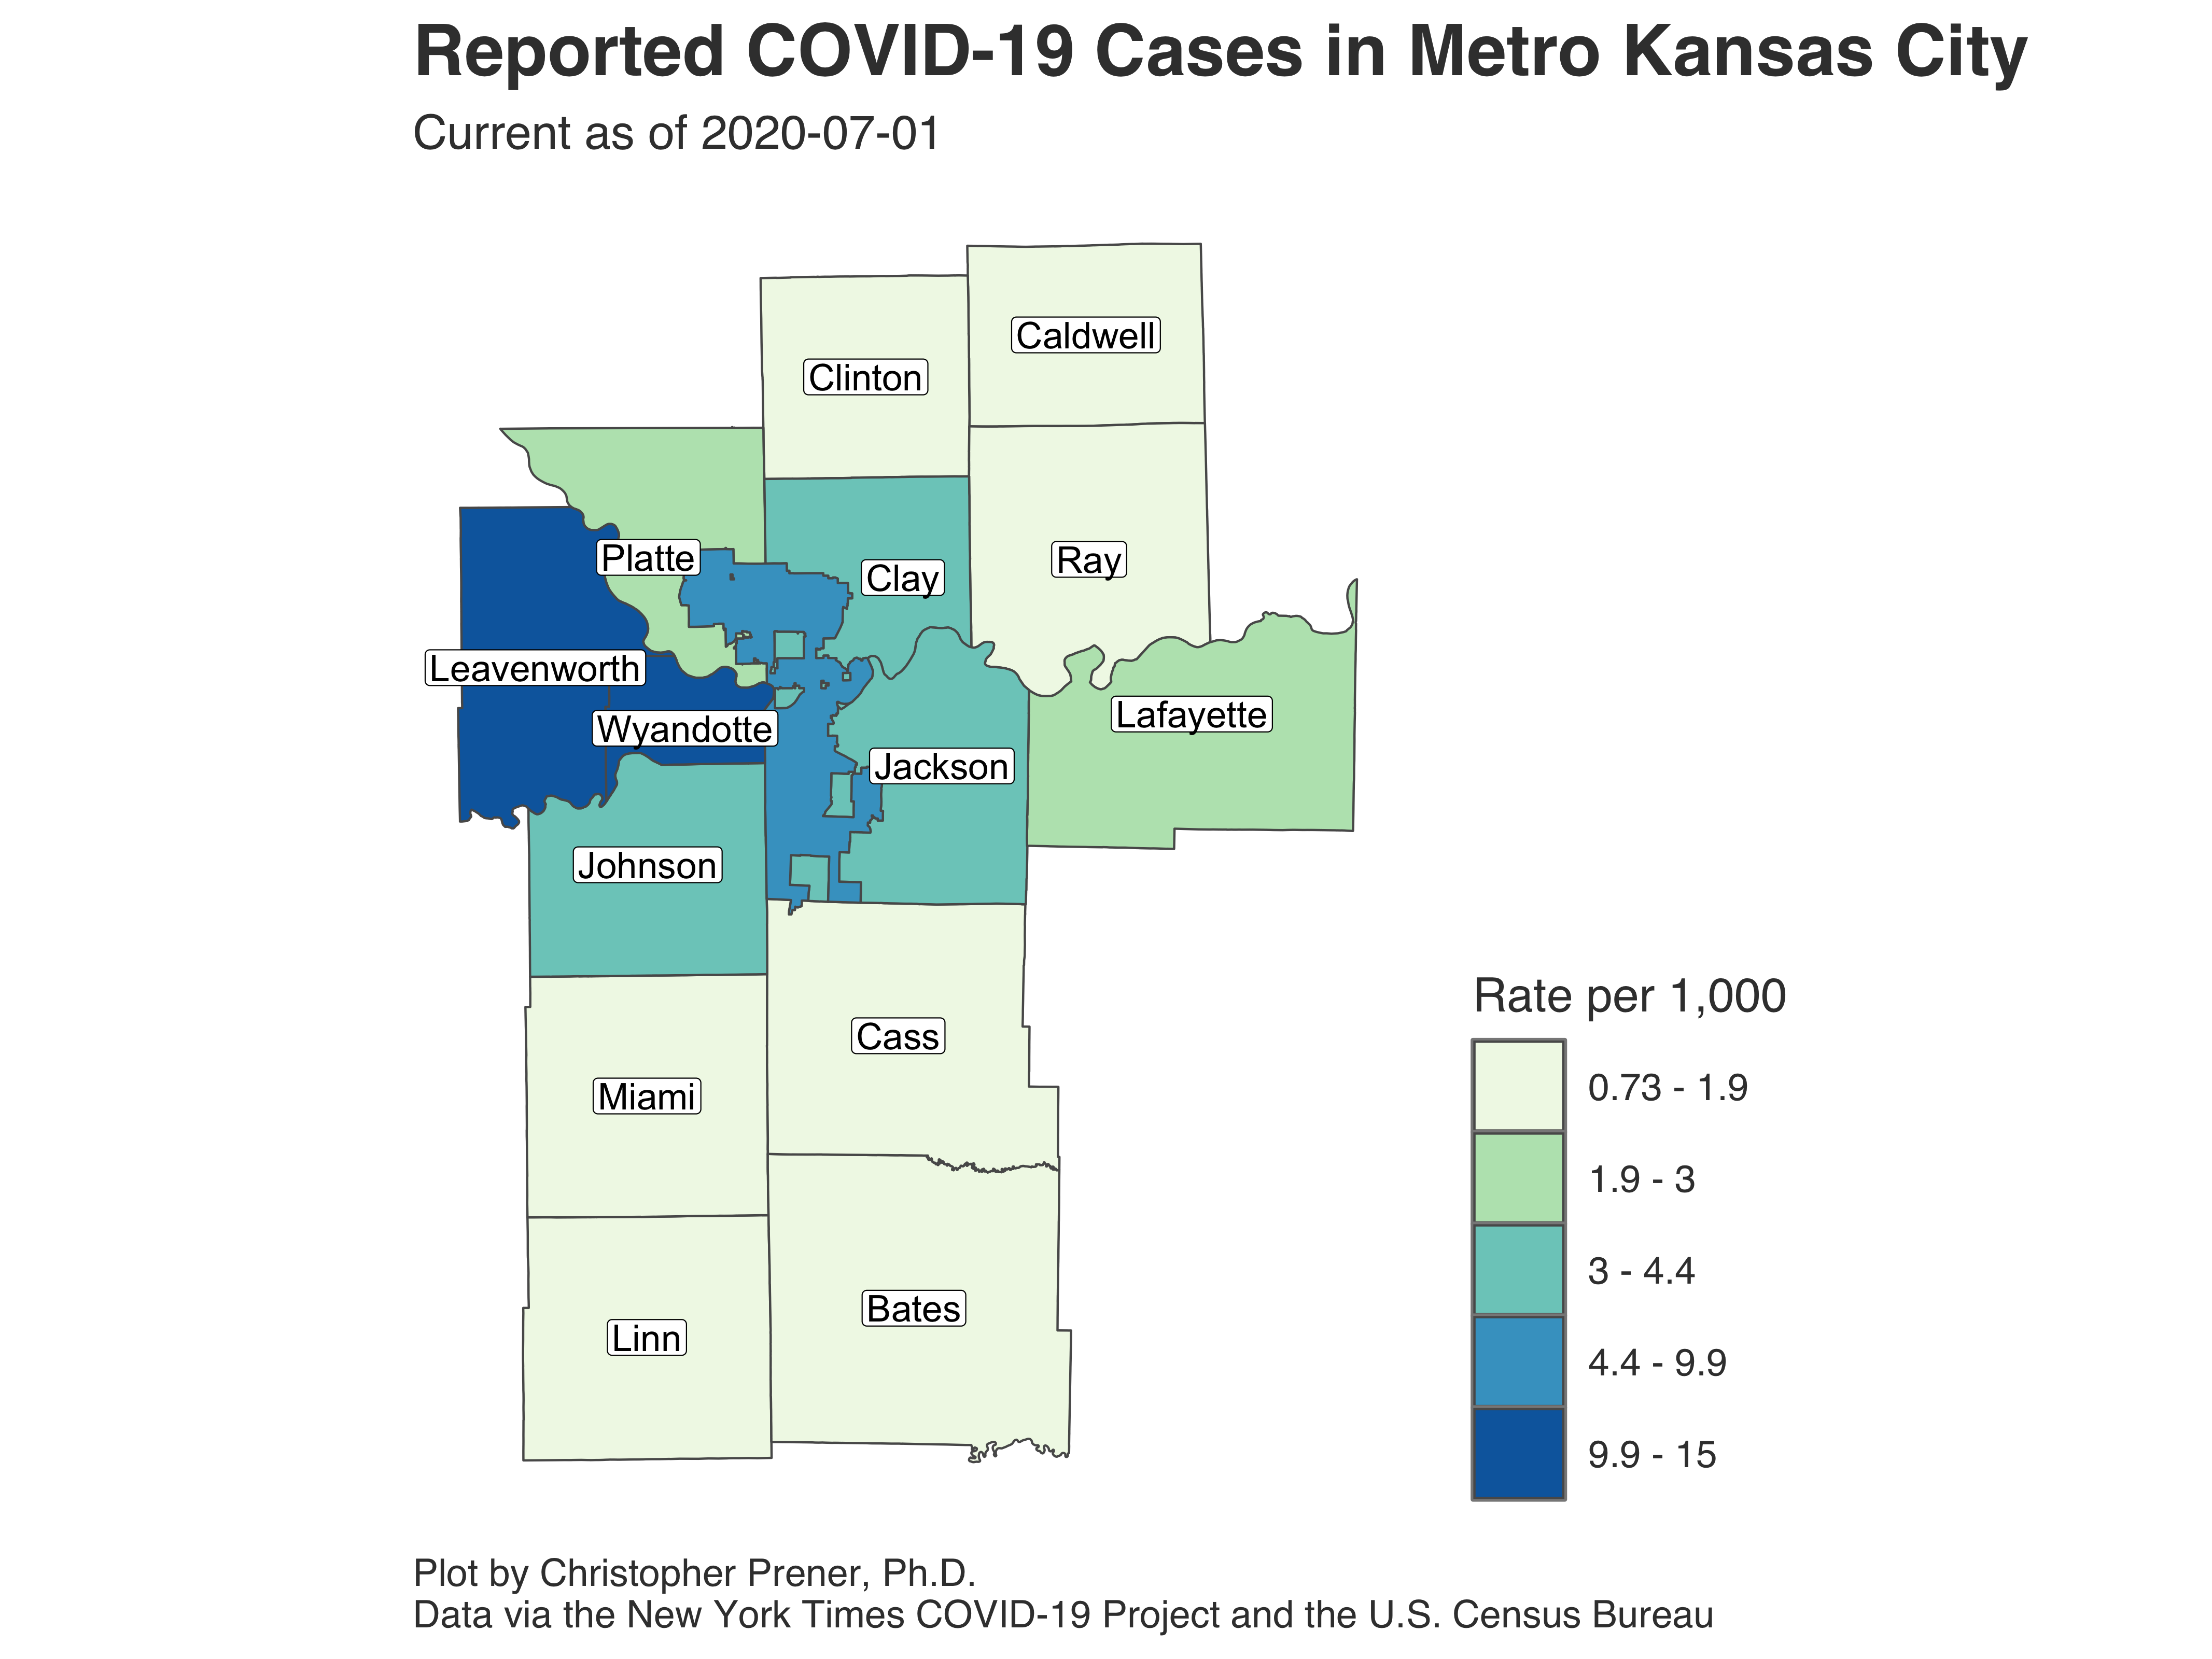 Reported COVID-19 Cases in Metro Kansas City
Current as of 2020-07-01
Caldwell
Clinton
Platte
Clay
Ray
Leavenworth
Wyandotte
Lafayette
Jackson
Johnson
Cass
Miami
Bates
Linn
Rate per 1,000
0.73 - 1.9
1.9 - 3
3 - 4.4
4.4 - 9.9
9.9 - 15
Plot by Christopher Prener, Ph.D.
Data via the New York Times COVID-19 Project and the U.S. Census Bureau